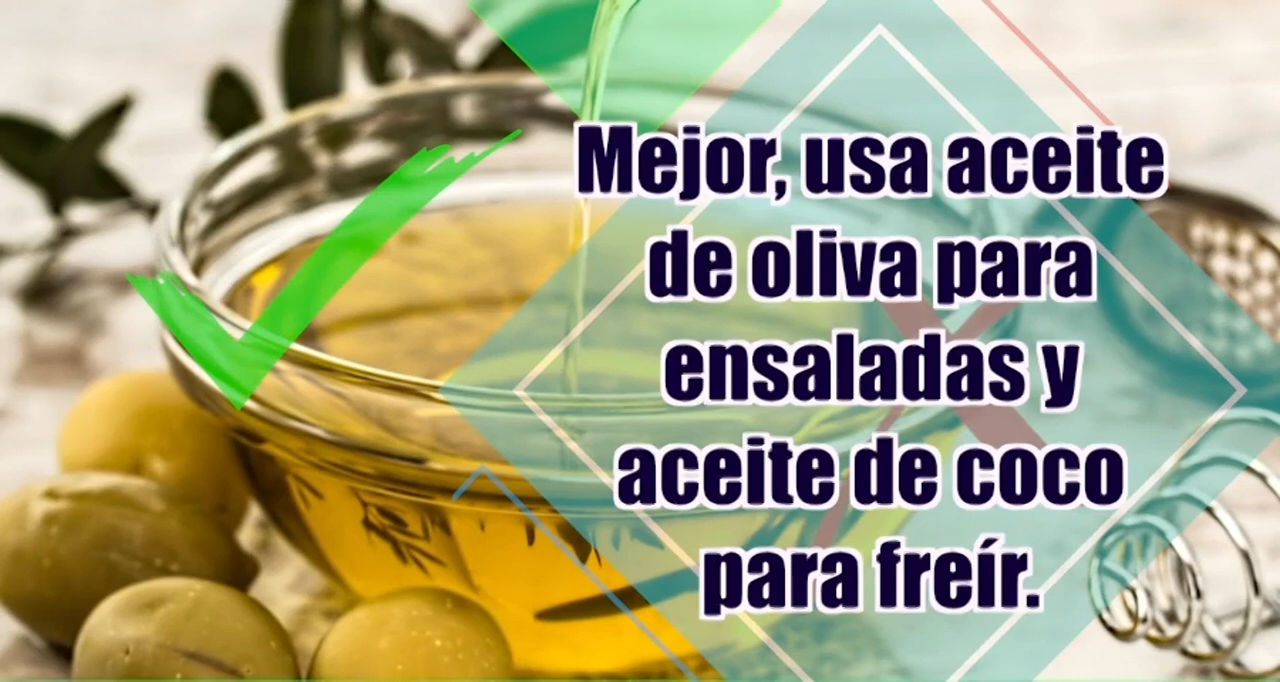 Mejor, usa aceite
de oliva para
ensaladas y
aceite de coco
para freír.